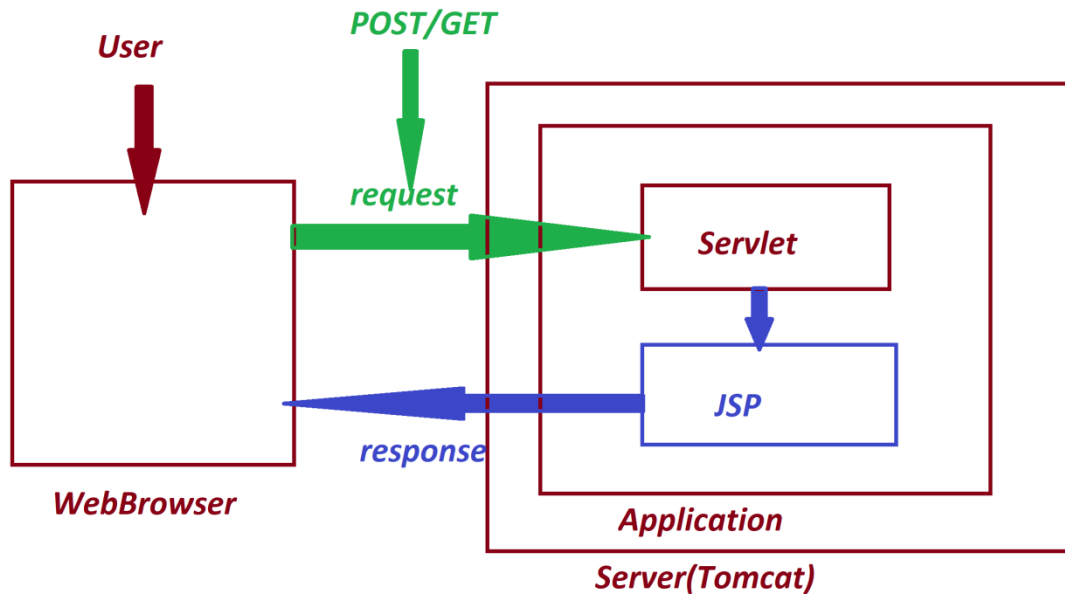 POST/GET
User
request
Servlet
JSP
response
WebBrowser
Application
Server(Tomcat)